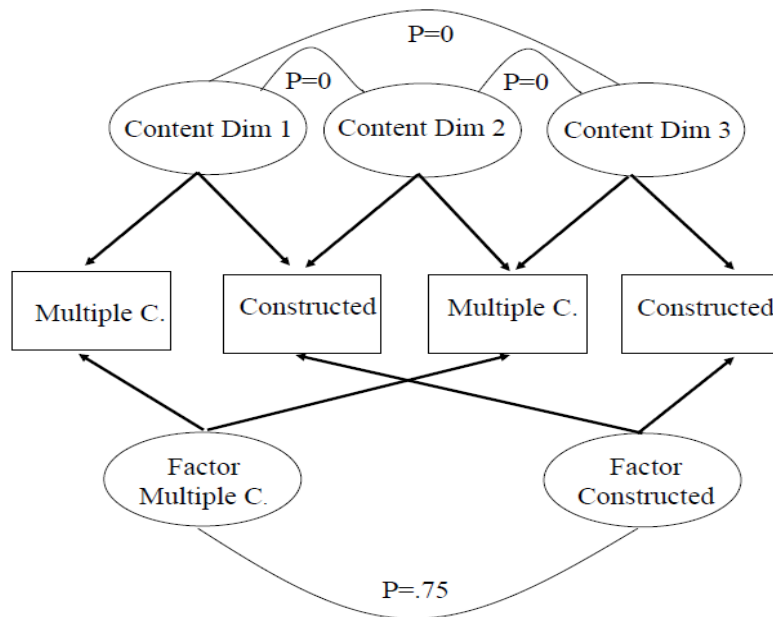 P=0
P=0
P=0
Content Dim 1
Content Dim 2
Content Dim 3
Multiple C.
Constructed
Multiple C.
Constructed
Factor
Multiple C.
Factor
Constructed
P=.75